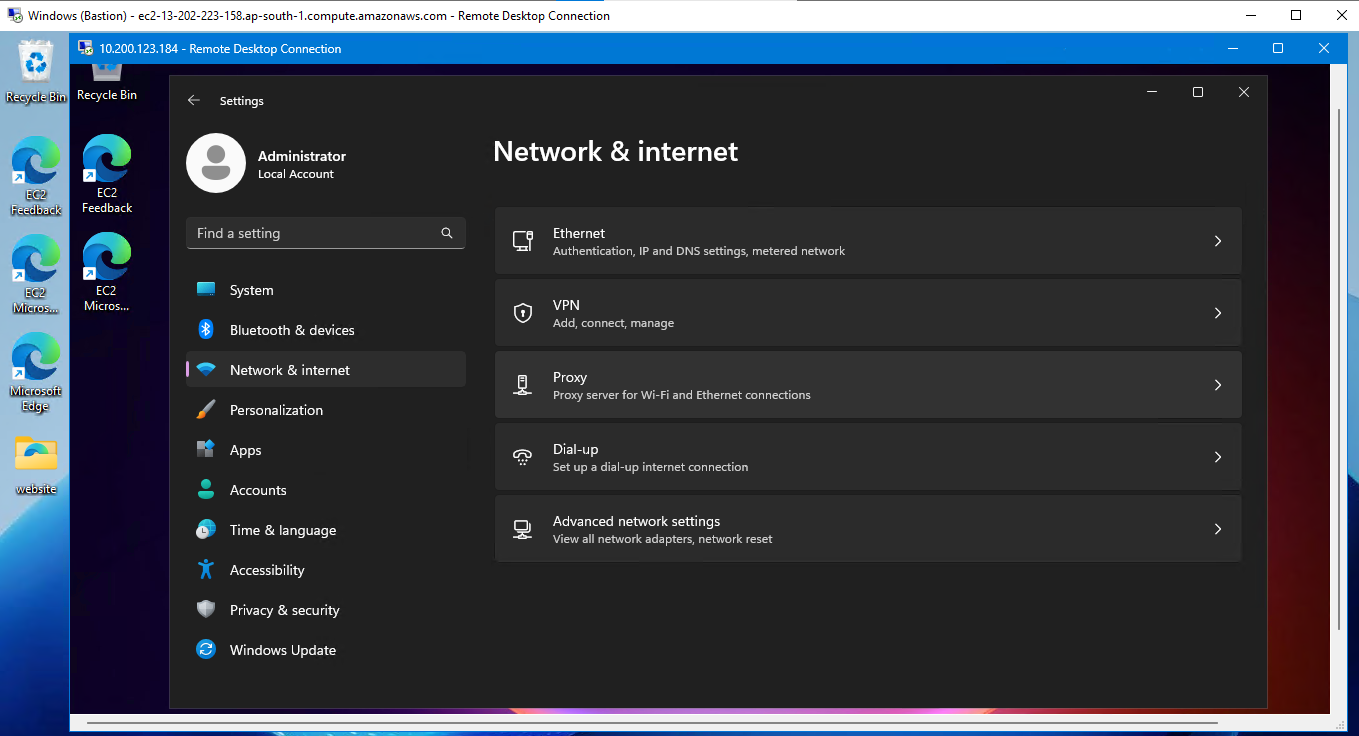 Windows (Bastion) - ec2-13-202-223-158.ap-south-1.compute.amazonaws.com - Remote Desktop Connection
10.200.123.184 - Remote Desktop Connection
Recycle Bin
EC2
Feedback
EC2
Micros...
Microsoft
Edge
website
Recycle Bin
EC2
Feedback
EC2
Micros...
Settings
Administrator
Local Account
Find a setting
System
Bluetooth & devices
Network & internet
Personalization
Apps
Accounts
Time & language
Accessibility
Privacy & security
Windows Update
Network & internet
Ethernet
Authentication, IP and DNS settings, metered network
VPN
Add, connect, manage
Proxy
Proxy server for Wi-Fi and Ethernet connections
Dial-up
Set up a dial-up internet connection
Advanced network settings
View all network adapters, network reset